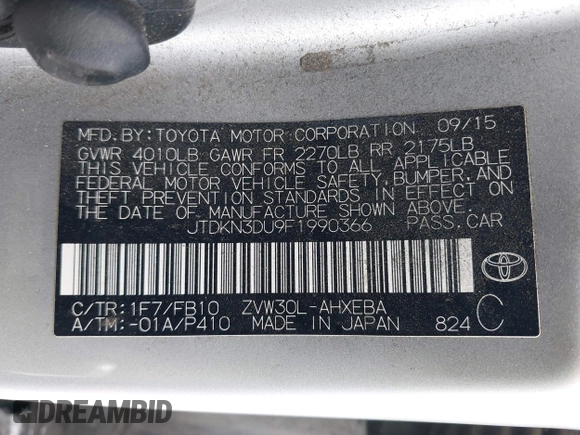 MFD. BY: TOYOTA MOTOR CORPORATION 09/15
GVWR 4010LB GAWR FR 2270LB RR 2175LB
THIS VEHICLE CONFORMS TO ALL APPLICABLE
FEDERAL MOTOR VEHICLE SAFETY, BUMPER, AND
THEFT PREVENTION STANDARDS IN EFFECT ON
THE DATE OF MANUFACTURE SHOWN ABOVE.
JTDKN3DU9F1990366 PASS. CAR
C/TR: 1F7/FB10 ZVW30L-AHXEBA
A/TM: -01A/P410 MADE IN JAPAN 824 C
DREAMBID